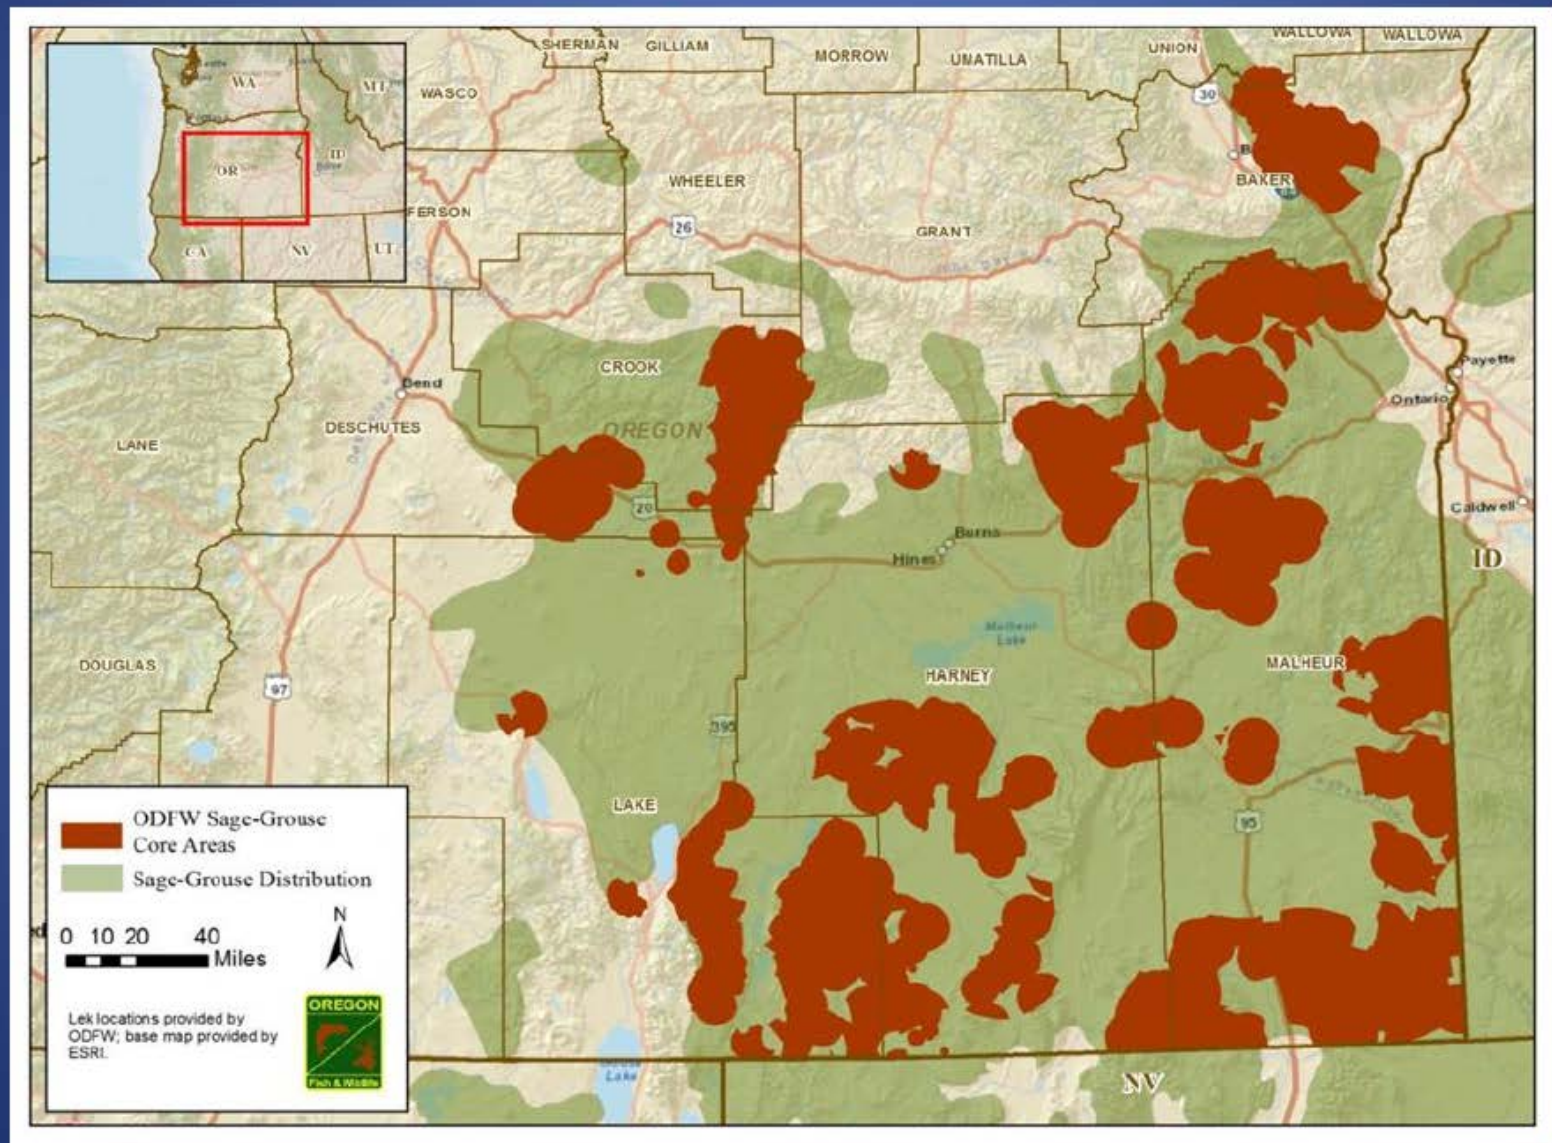 SHERMAN
GILLIAM
MORROW
UMATILLA
UNION
WALLOWA
WALLOWA
WASCO
WA
MT
OR
ID
CA
NV
UT
30
WHEELER
BAKER
FERSON
26
GRANT
CROOK
Bend
Payette
Ontario
DESCHUTES
OREGON
LANE
20
Caldwell
Burns
Hines
ID
Malheur
Lake
DOUGLAS
HARNEY
MALHEUR
97
395
LAKE
95
ODFW Sage-Grouse
Core Areas
Sage-Grouse Distribution
N
0 10 20 40
Miles
Lek locations provided by
ODFW; base map provided by
ESRI.
OREGON
Fish & Wildlife
Lake
NV